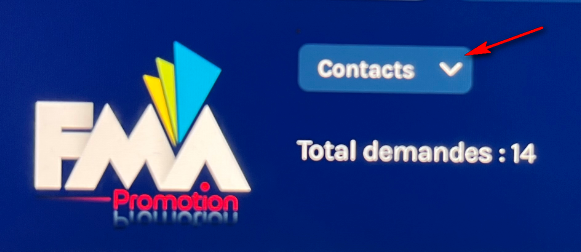 Contacts
Total demandes : 14
FMA
Promotion